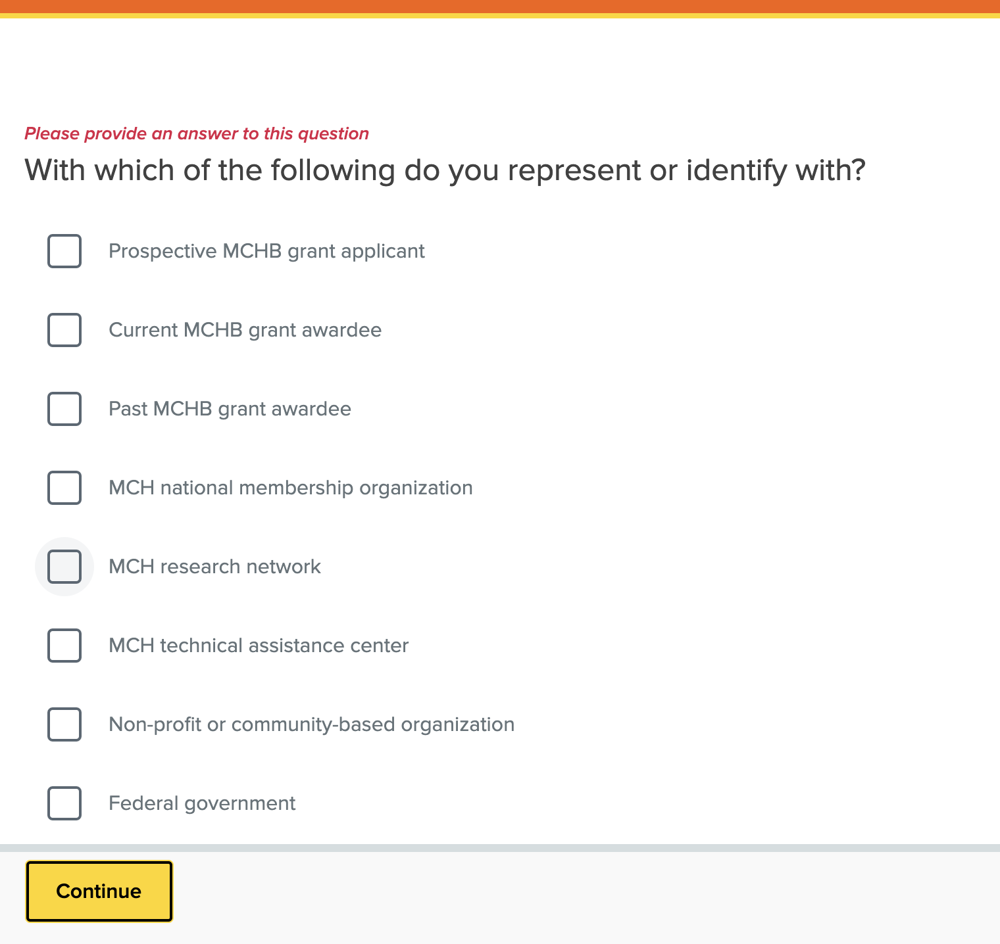 Please provide an answer to this question
With which of the following do you represent or identify with?
Prospective MCHB grant applicant
Current MCHB grant awardee
Past MCHB grant awardee
MCH national membership organization
MCH research network
MCH technical assistance center
Non-profit or community-based organization
Federal government
Continue